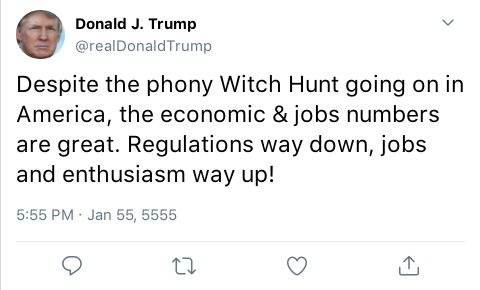 Donald J. Trump
@realDonaldTrump
Despite the phony Witch Hunt going on in
America, the economic & jobs numbers
are great. Regulations way down, jobs
and enthusiasm way up!
5:55 PM · Jan 55, 5555